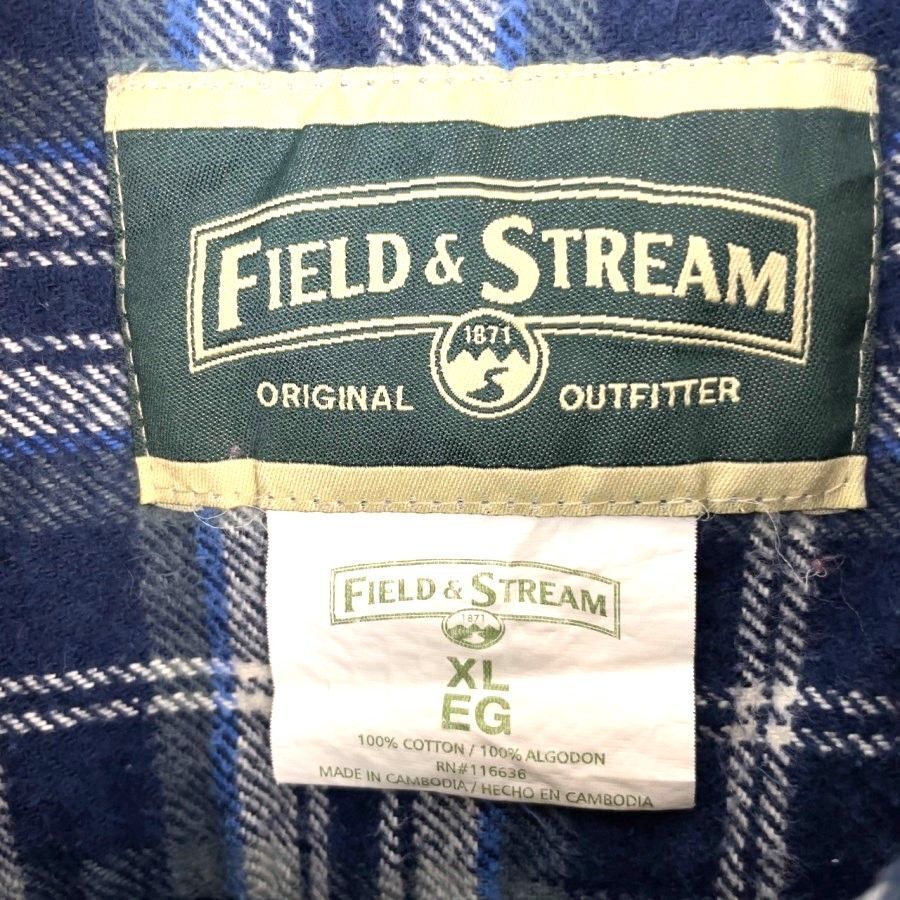 FIELD & STREAM
1871
ORIGINAL OUTFITTER
FIELD & STREAM
1871
XL
EG
100% COTTON / 100% ALGODON
RN#116636
MADE IN CAMBODIA / HECHO EN CAMBODIA